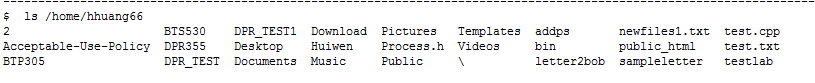 $ ls /home/hhuang66
2 BTS530 DPR_TEST1 Download Pictures Templates addps newfiles1.txt test.cpp
Acceptable-Use-Policy DPR355 Desktop Huiwen Process.h Videos bin public_html test.txt
BTP305 DPR_TEST Documents Music Public \ letter2bob sampleletter testlab